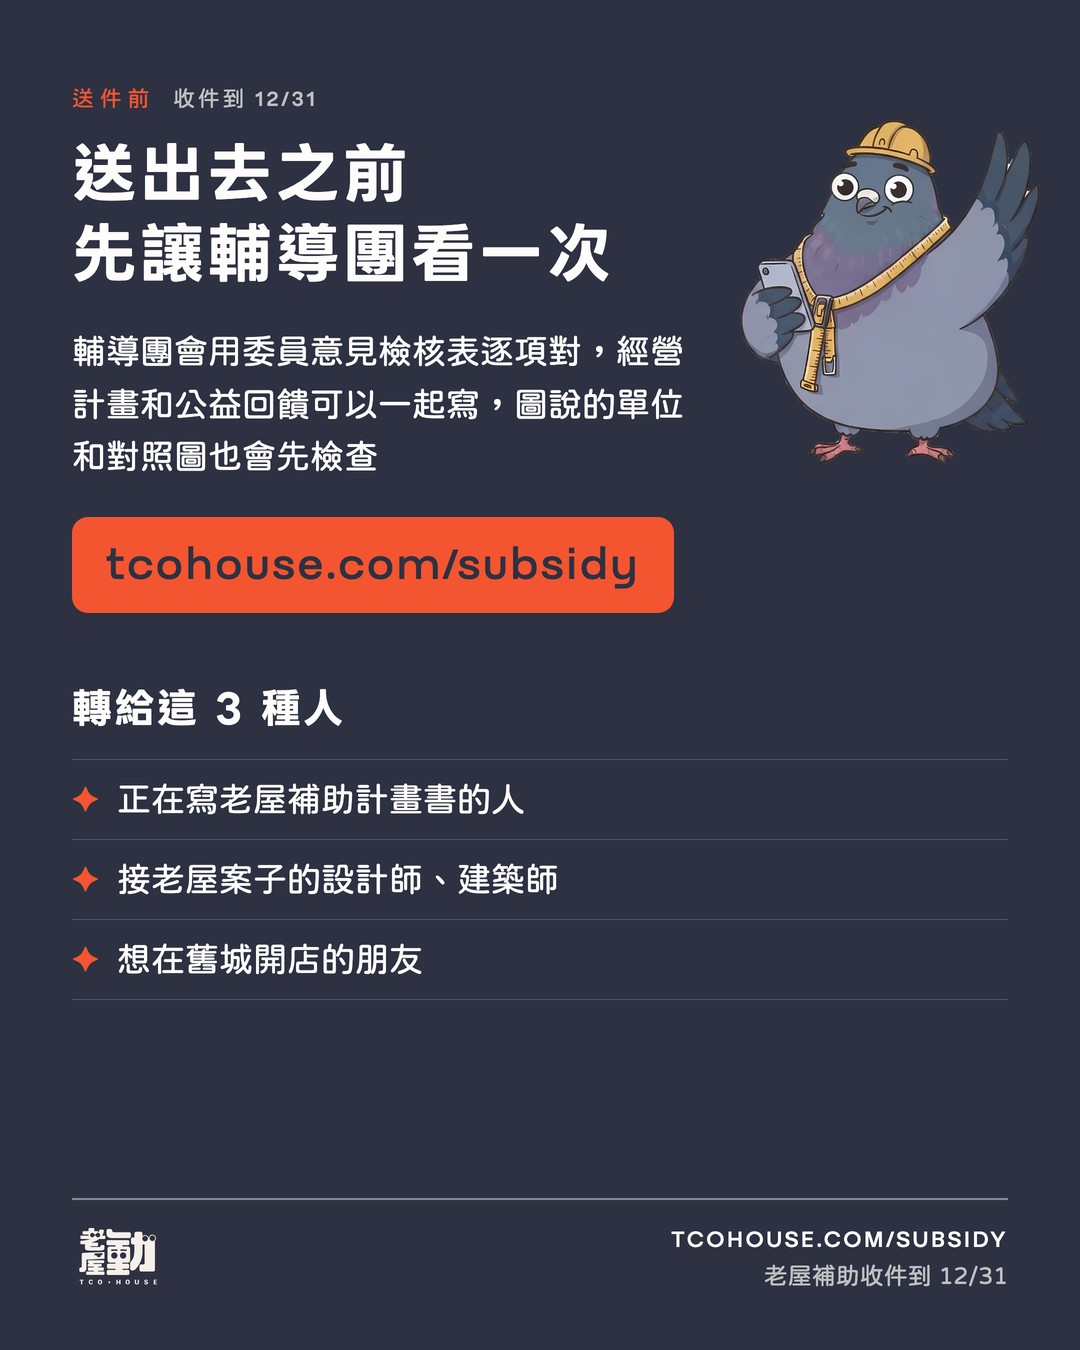 送件前 收件到 12/31
送出去之前
先讓輔導團看一次
輔導團會用委員意見檢核表逐項對，經營
計畫和公益回饋可以一起寫，圖說的單位
和對照圖也會先檢查
tcohouse.com/subsidy
轉給這 3 種人
正在寫老屋補助計畫書的人
接老屋案子的設計師、建築師
想在舊城開店的朋友
老屋動
TCO·HOUSE
TCOHOUSE.COM/SUBSIDY
老屋補助收件到 12/31